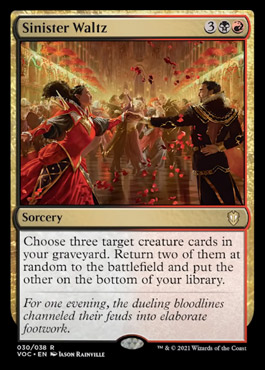 Sinister Waltz 3
Sorcery
Choose three target creature cards in
your graveyard. Return two of them at
random to the battlefield and put the
other on the bottom of your library.
For one evening, the dueling bloodlines
channeled their feuds into elaborate
footwork.
030/038 R
VOC • EN JASON RAINVILLE
™ & © 2021 Wizards of the Coast